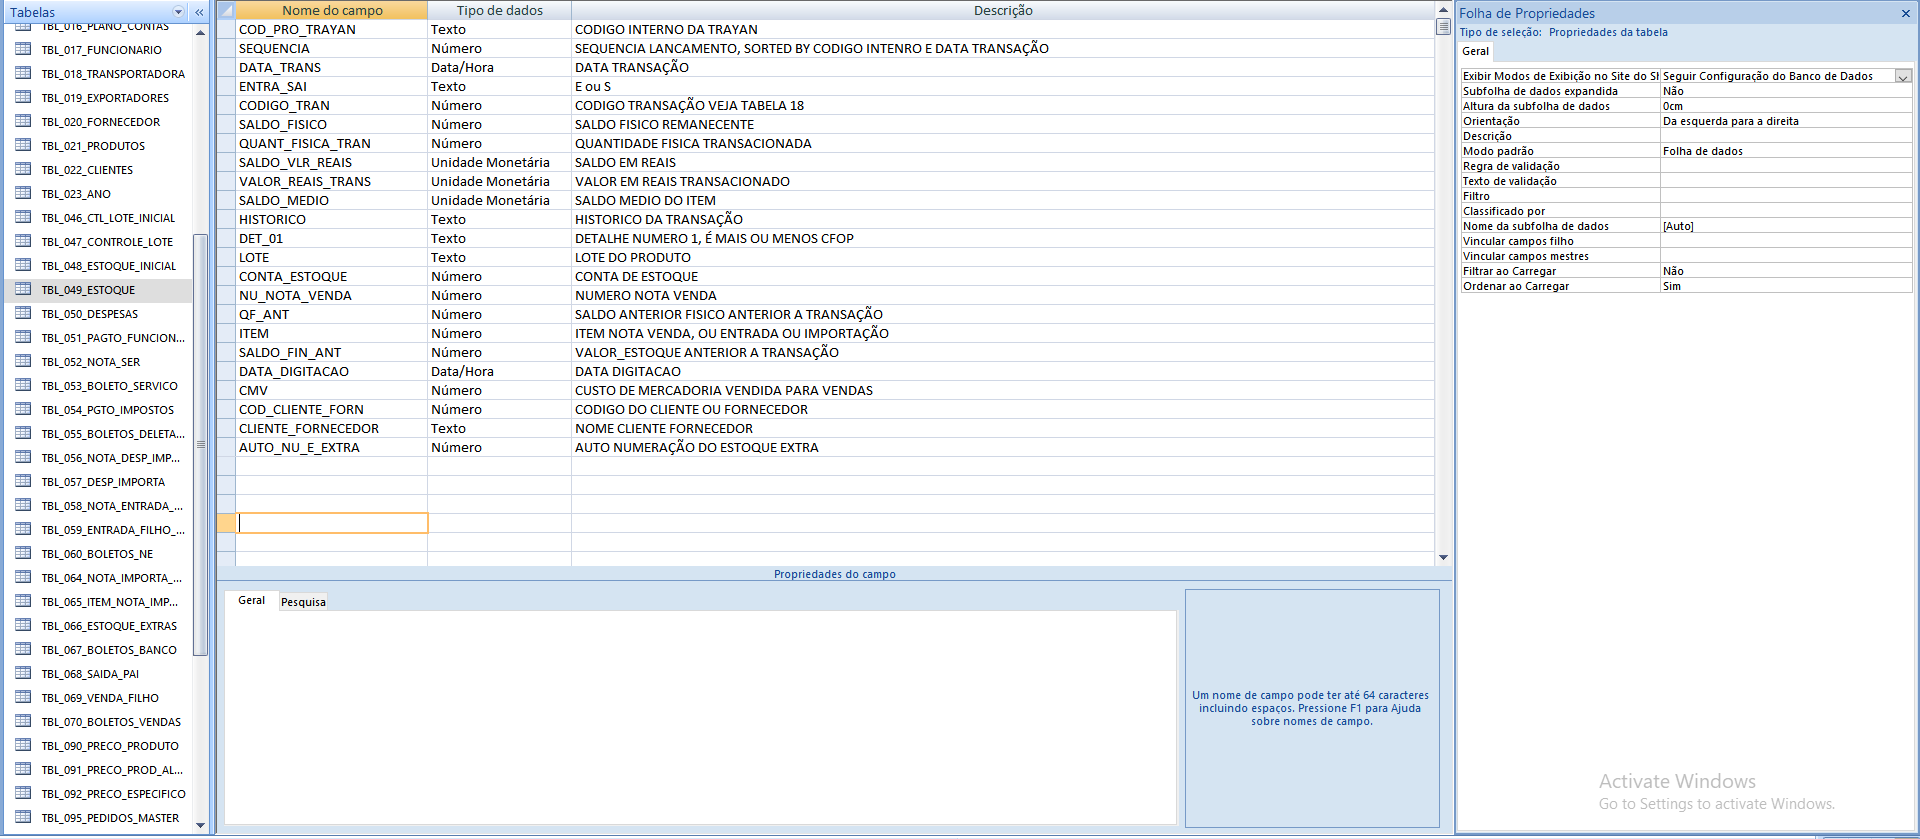 Tabelas
TBL_016_PLANO_CONTAS
TBL_017_FUNCIONARIO
TBL_018_TRANSPORTADORA
TBL_019_EXPORTADORES
TBL_020_FORNECEDOR
TBL_021_PRODUTOS
TBL_022_CLIENTES
TBL_023_ANO
TBL_046_CTL_LOTE_INICIAL
TBL_047_CONTROLE_LOTE
TBL_048_ESTOQUE_INICIAL
TBL_049_ESTOQUE
TBL_050_DESPESAS
TBL_051_PAGTO_FUNCION...
TBL_052_NOTA_SER
TBL_053_BOLETO_SERVICO
TBL_054_PGTO_IMPOSTOS
TBL_055_BOLETOS_DELETA...
TBL_056_NOTA_DESP_IMP...
TBL_057_DESP_IMPORTA
TBL_058_NOTA_ENTRADA_...
TBL_059_ENTRADA_FILHO_...
TBL_060_BOLETOS_NE
TBL_064_NOTA_IMPORTA_...
TBL_065_ITEM_NOTA_IMP...
TBL_066_ESTOQUE_EXTRAS
TBL_067_BOLETOS_BANCO
TBL_068_SAIDA_PAI
TBL_069_VENDA_FILHO
TBL_070_BOLETOS_VENDAS
TBL_090_PRECO_PRODUTO
TBL_091_PRECO_PROD_AL...
TBL_092_PRECO_ESPECIFICO
TBL_095_PEDIDOS_MASTER
Nome do campo Tipo de dados Descrição
COD_PRO_TRAYAN Texto CODIGO INTERNO DA TRAYAN
SEQUENCIA Número SEQUENCIA LANCAMENTO, SORTED BY CODIGO INTENRO E DATA TRANSAÇÃO
DATA_TRANS Data/Hora DATA TRANSAÇÃO
ENTRA_SAI Texto E ou S
CODIGO_TRAN Número CODIGO TRANSAÇÃO VEJA TABELA 18
SALDO_FISICO Número SALDO FISICO REMANECENTE
QUANT_FISICA_TRAN Número QUANTIDADE FISICA TRANSACIONADA
SALDO_VLR_REAIS Unidade Monetária SALDO EM REAIS
VALOR_REAIS_TRANS Unidade Monetária VALOR EM REAIS TRANSACIONADO
SALDO_MEDIO Unidade Monetária SALDO MEDIO DO ITEM
HISTORICO Texto HISTORICO DA TRANSAÇÃO
DET_01 Texto DETALHE NUMERO 1, É MAIS OU MENOS CFOP
LOTE Texto LOTE DO PRODUTO
CONTA_ESTOQUE Número CONTA DE ESTOQUE
NU_NOTA_VENDA Número NUMERO NOTA VENDA
QF_ANT Número SALDO ANTERIOR FISICO ANTERIOR A TRANSAÇÃO
ITEM Número ITEM NOTA VENDA, OU ENTRADA OU IMPORTAÇÃO
SALDO_FIN_ANT Número VALOR_ESTOQUE ANTERIOR A TRANSAÇÃO
DATA_DIGITACAO Data/Hora DATA DIGITACAO
CMV Número CUSTO DE MERCADORIA VENDIDA PARA VENDAS
COD_CLIENTE_FORN Número CODIGO DO CLIENTE OU FORNECEDOR
CLIENTE_FORNECEDOR Texto NOME CLIENTE FORNECEDOR
AUTO_NU_E_EXTRA Número AUTO NUMERAÇÃO DO ESTOQUE EXTRA
Propriedades do campo
Geral Pesquisa
Um nome de campo pode ter até 64 caracteres
incluindo espaços. Pressione F1 para Ajuda
sobre nomes de campo.
Folha de Propriedades
Tipo de seleção: Propriedades da tabela
Geral
Exibir Modos de Exibição no Site do SI Seguir Configuração do Banco de Dados
Subfolha de dados expandida Não
Altura da subfolha de dados 0cm
Orientação Da esquerda para a direita
Descrição
Modo padrão Folha de dados
Regra de validação
Texto de validação
Filtro
Classificado por
Nome da subfolha de dados [Auto]
Vincular campos filho
Vincular campos mestres
Filtrar ao Carregar Não
Ordenar ao Carregar Sim
Activate Windows
Go to Settings to activate Windows.